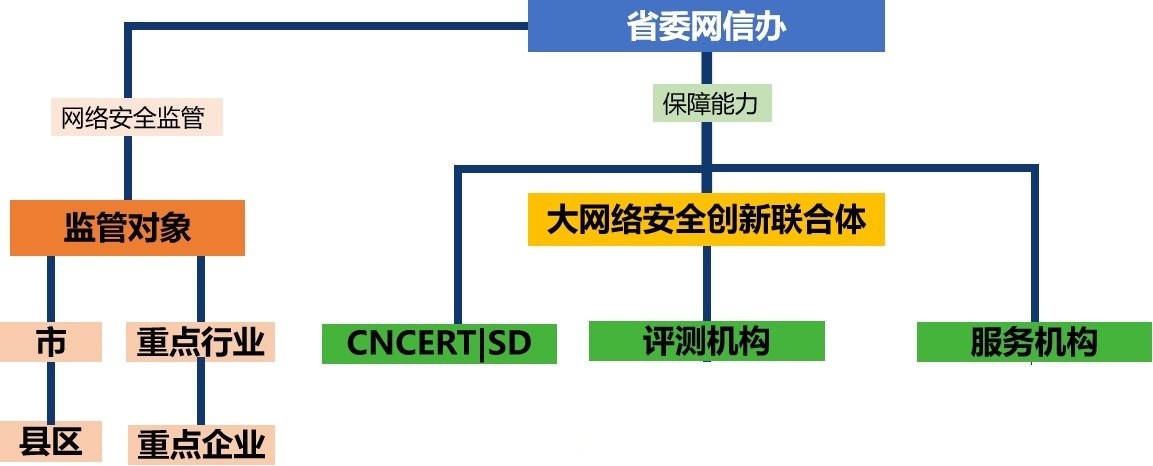 省委网信办
网络安全监管
保障能力
监管对象
大网络安全创新联合体
市
重点行业
CNCERT|SD
评测机构
服务机构
县区
重点企业